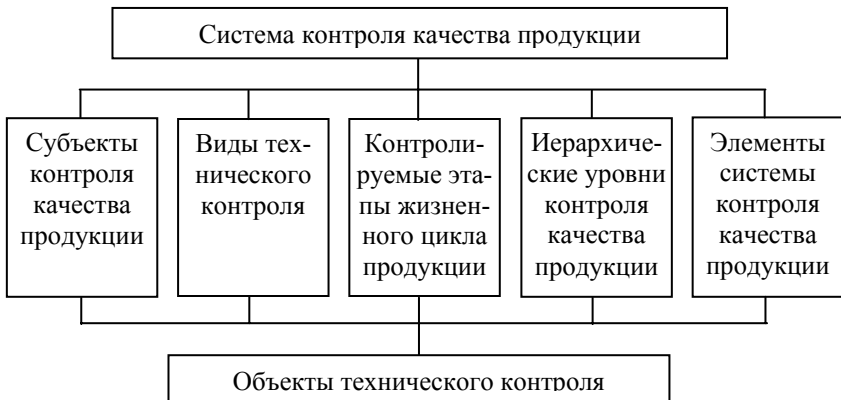 Система контроля качества продукции
Субъекты
контроля
качества
продукции
Виды тех-
нического
контроля
Контроли-
руемые эта-
пы жизнен-
ного цикла
продукции
Иерархиче-
ские уровни
контроля
качества
продукции
Элементы
системы
контроля
качества
продукции
Объекты технического контроля